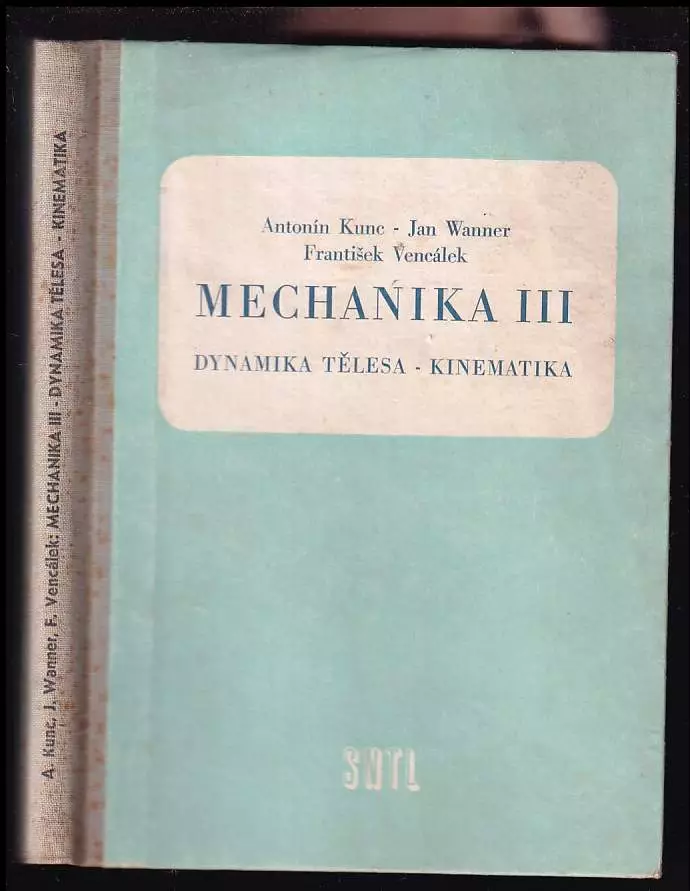 A. Kunc, J. Wanner, F. Vencálek: MECHANIKA III - DYNAMIKA TĚLESA - KINEMATIKA
Antonín Kunc - Jan Wanner
František Vencálek
MECHANIKA III
DYNAMIKA TĚLESA - KINEMATIKA
SNTL